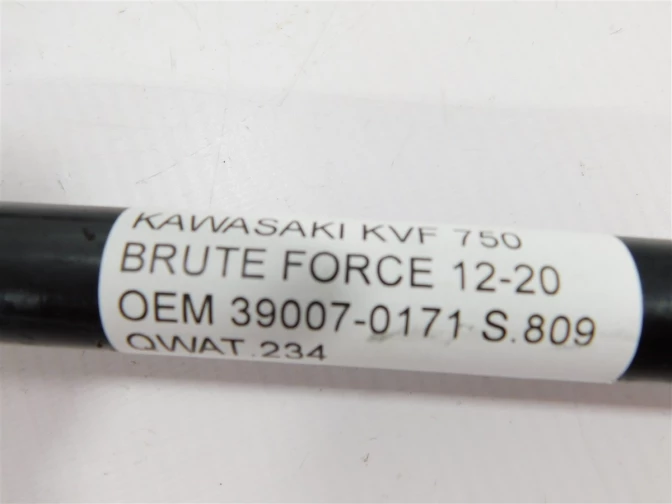 KAWASAKI KVF 750
BRUTE FORCE 12-20
OEM 39007-0171 S.809
QWAT.234